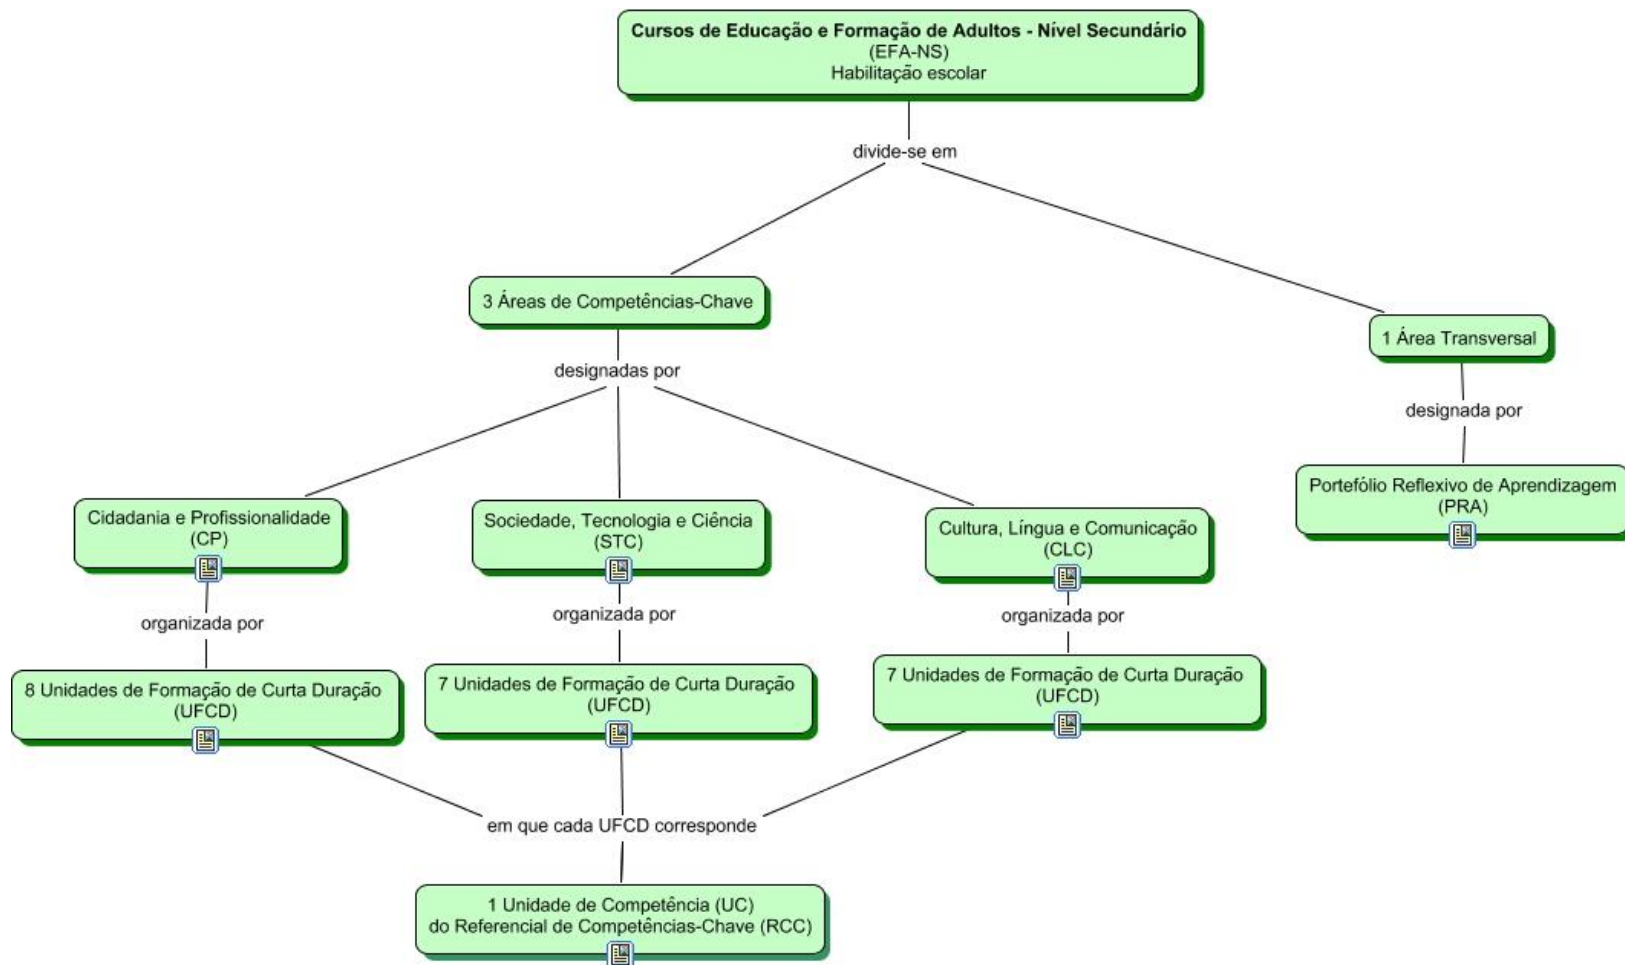 Cursos de Educação e Formação de Adultos - Nível Secundário
(EFA-NS)
Habilitação escolar
divide-se em
3 Áreas de Competências-Chave
1 Área Transversal
designadas por
designada por
Cidadania e Profissionalidade
(CP)
Sociedade, Tecnologia e Ciência
(STC)
Cultura, Língua e Comunicação
(CLC)
Portefólio Reflexivo de Aprendizagem
(PRA)
organizada por
organizada por
organizada por
8 Unidades de Formação de Curta Duração
(UFCD)
7 Unidades de Formação de Curta Duração
(UFCD)
7 Unidades de Formação de Curta Duração
(UFCD)
em que cada UFCD corresponde
1 Unidade de Competência (UC)
do Referencial de Competências-Chave (RCC)